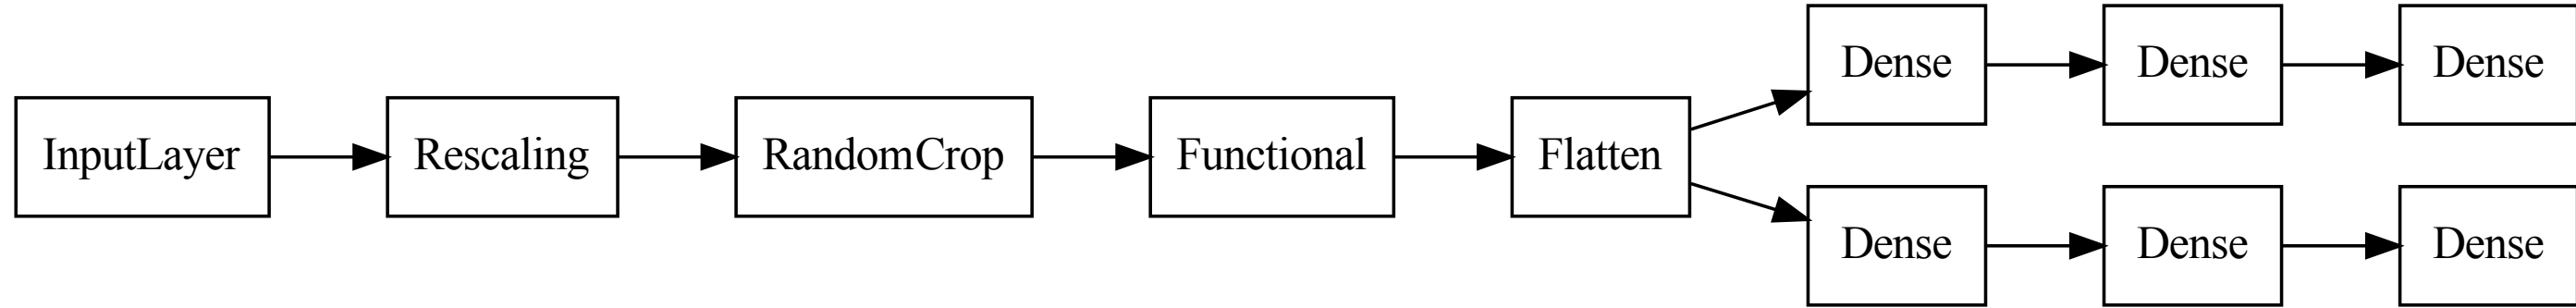 Dense Dense Dense
InputLayer Rescaling RandomCrop Functional Flatten
Dense Dense Dense